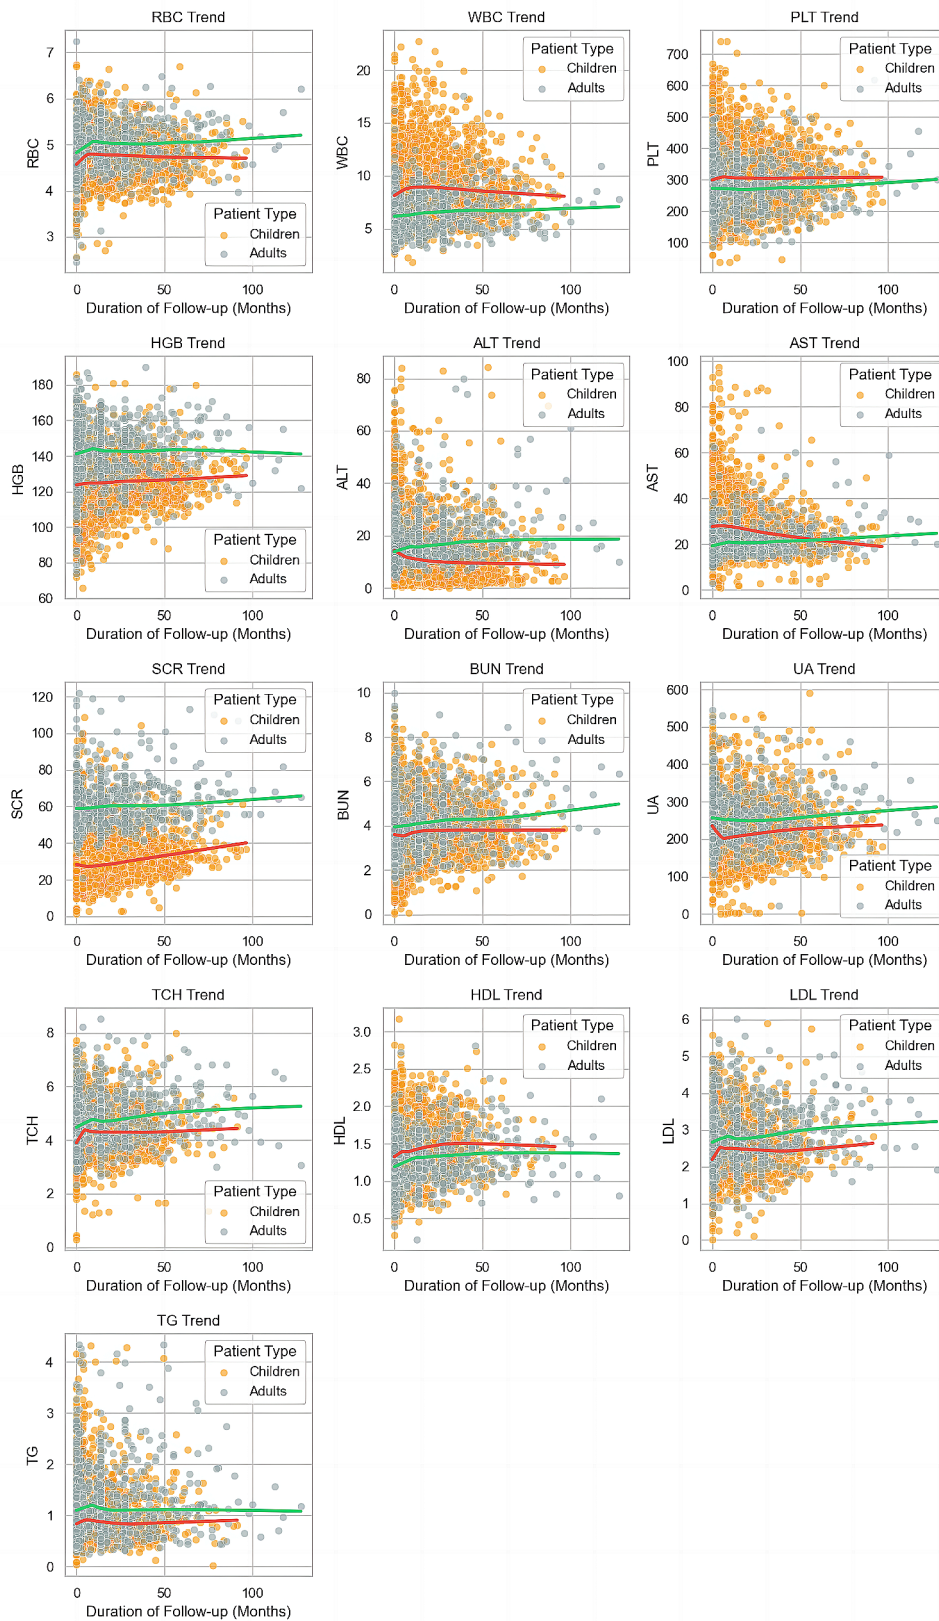 RBC Trend
RBC
7
6
5
4
3
Patient Type
Children
Adults
0 50 100
Duration of Follow-up (Months)
WBC Trend
WBC
20
15
10
5
Patient Type
Children
Adults
0 50 100
Duration of Follow-up (Months)
PLT Trend
PLT
700
600
500
400
300
200
100
Patient Type
Children
Adults
0 50 100
Duration of Follow-up (Months)
HGB Trend
HGB
180
160
140
120
100
80
60
Patient Type
Children
Adults
0 50 100
Duration of Follow-up (Months)
ALT Trend
ALT
80
60
40
20
0
Patient Type
Children
Adults
0 50 100
Duration of Follow-up (Months)
AST Trend
AST
100
80
60
40
20
0
Patient Type
Children
Adults
0 50 100
Duration of Follow-up (Months)
SCR Trend
SCR
120
100
80
60
40
20
0
Patient Type
Children
Adults
0 50 100
Duration of Follow-up (Months)
BUN Trend
BUN
10
8
6
4
2
0
Patient Type
Children
Adults
0 50 100
Duration of Follow-up (Months)
UA Trend
UA
600
500
400
300
200
100
0
Patient Type
Children
Adults
0 50 100
Duration of Follow-up (Months)
TCH Trend
TCH
8
6
4
2
0
Patient Type
Children
Adults
0 50 100
Duration of Follow-up (Months)
HDL Trend
HDL
3.0
2.5
2.0
1.5
1.0
0.5
Patient Type
Children
Adults
0 50 100
Duration of Follow-up (Months)
LDL Trend
LDL
6
5
4
3
2
1
0
Patient Type
Children
Adults
0 50 100
Duration of Follow-up (Months)
TG Trend
TG
4
3
2
1
0
Patient Type
Children
Adults
0 50 100
Duration of Follow-up (Months)